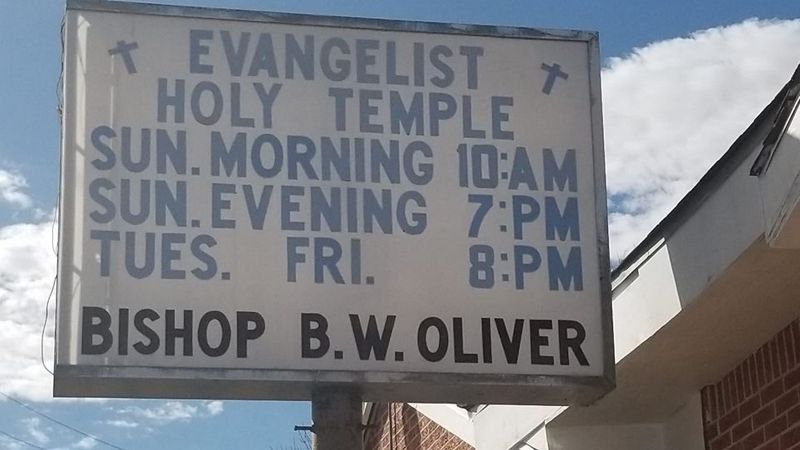 EVANGELIST
HOLY TEMPLE
SUN. MORNING 10:AM
SUN. EVENING 7:PM
TUES. FRI. 8:PM
BISHOP B.W. OLIVER